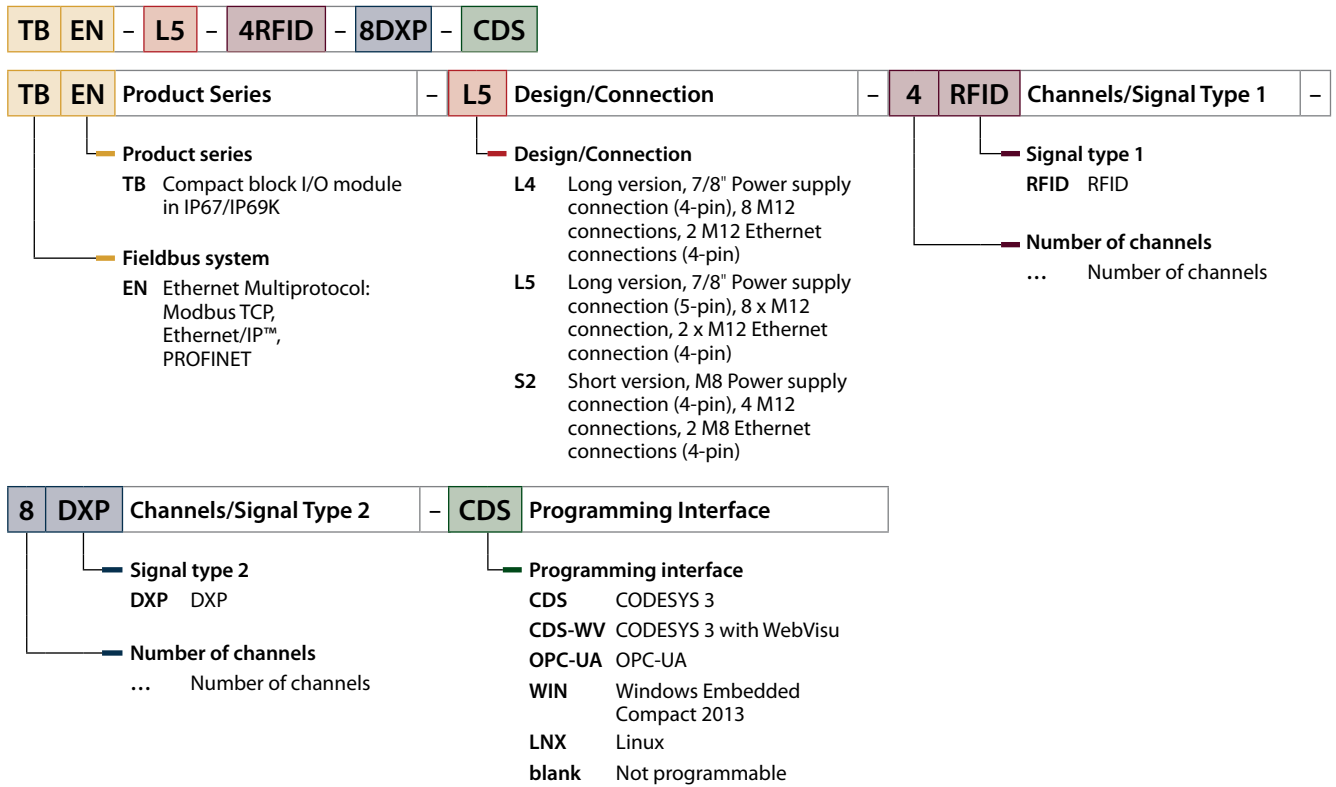 TB EN – L5 – 4RFID – 8DXP – CDS
TB EN Product Series – L5 Design/Connection – 4 RFID Channels/Signal Type 1 –
Product series
TB Compact block I/O module
in IP67/IP69K
Fieldbus system
EN Ethernet Multiprotocol:
Modbus TCP,
Ethernet/IP™,
PROFINET
Design/Connection
L4 Long version, 7/8" Power supply
connection (4-pin), 8 M12
connections, 2 M12 Ethernet
connections (4-pin)
L5 Long version, 7/8" Power supply
connection (5-pin), 8 x M12
connection, 2 x M12 Ethernet
connection (4-pin)
S2 Short version, M8 Power supply
connection (4-pin), 4 M12
connections, 2 M8 Ethernet
connections (4-pin)
Signal type 1
RFID RFID
Number of channels
... Number of channels
8 DXP Channels/Signal Type 2 – CDS Programming Interface
Signal type 2
DXP DXP
Number of channels
... Number of channels
Programming interface
CDS CODESYS 3
CDS-WV CODESYS 3 with WebVisu
OPC-UA OPC-UA
WIN Windows Embedded
Compact 2013
LNX Linux
blank Not programmable